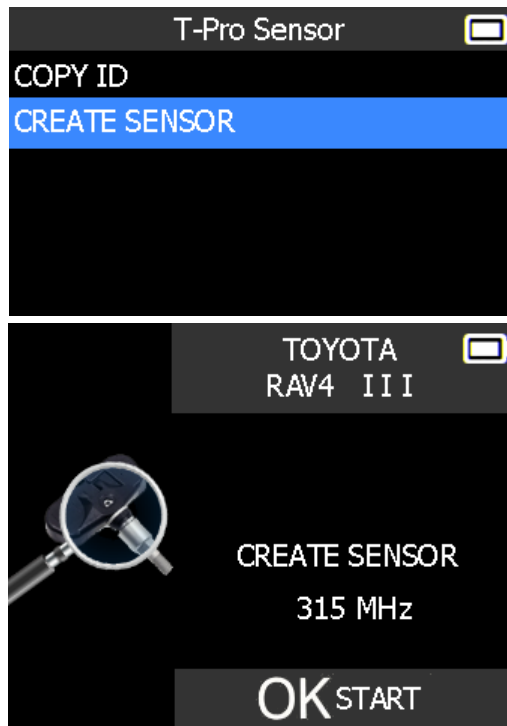 T-Pro Sensor
COPY ID
CREATE SENSOR
TOYOTA
RAV4 III
CREATE SENSOR
315 MHz
OK START